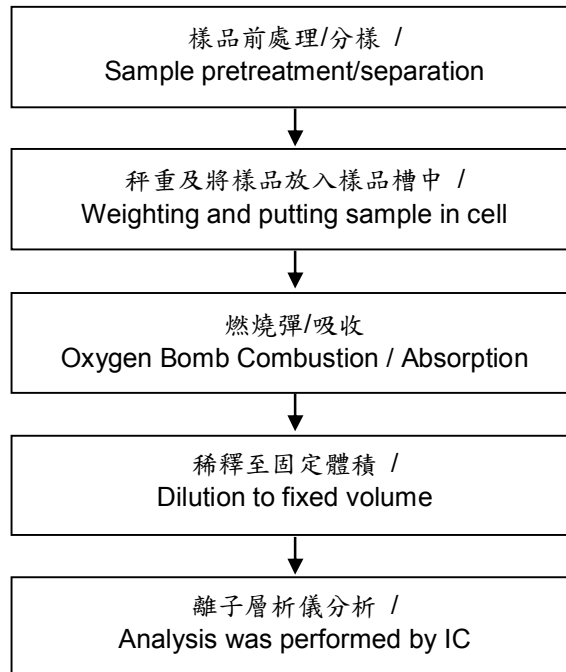 樣品前處理/分樣 /
Sample pretreatment/separation
秤重及將樣品放入樣品槽中 /
Weighting and putting sample in cell
燃燒彈/吸收
Oxygen Bomb Combustion / Absorption
稀釋至固定體積 /
Dilution to fixed volume
離子層析儀分析 /
Analysis was performed by IC